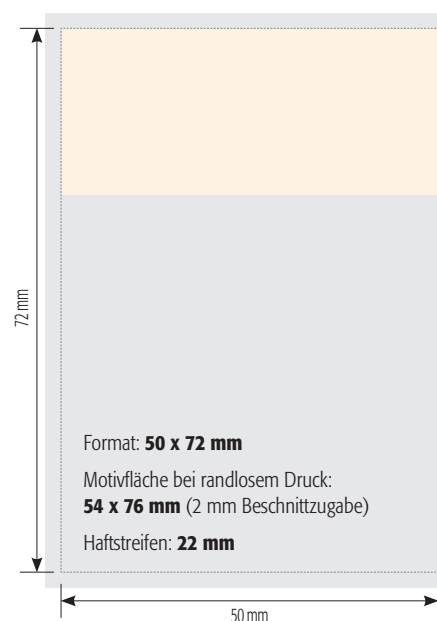 72 mm
Format: 50 x 72 mm
Motivfläche bei randlosem Druck:
54 x 76 mm (2 mm Beschnittzugabe)
Haftstreifen: 22 mm
50 mm